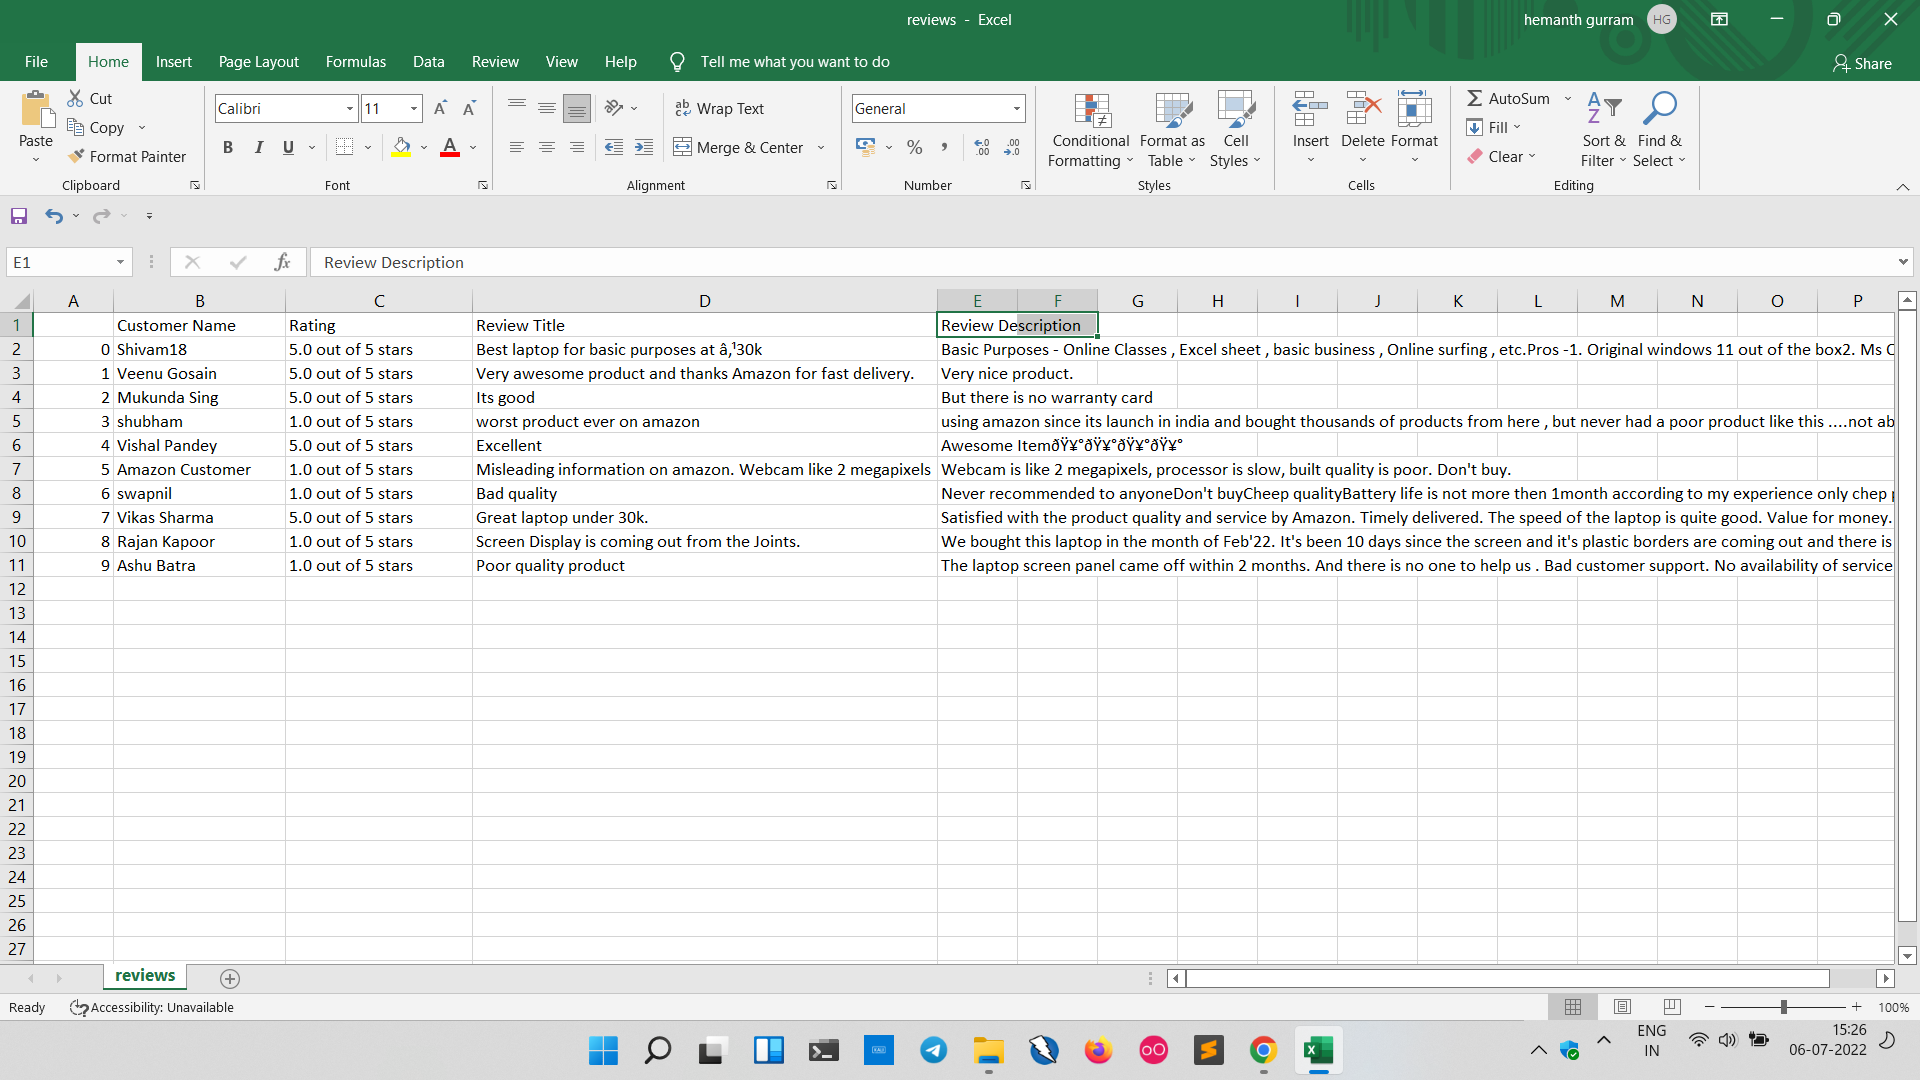 reviews - Excel
hemanth gurram HG
File Home Insert Page Layout Formulas Data Review View Help Tell me what you want to do Share
Paste Cut Copy Format Painter Clipboard
Calibri 11 A A B I U A Font
ab Wrap Text Merge & Center Alignment
General % , Number
Conditional Formatting Format as Table Cell Styles Styles
Insert Delete Format Cells
AutoSum Fill Clear Sort & Filter Find & Select Editing
E1 fx Review Description
A B C D E F G H I J K L M N O P
1 Customer Name Rating Review Title Review Description
2 0 Shivam18 5.0 out of 5 stars Best laptop for basic purposes at â‚¹30k Basic Purposes - Online Classes , Excel sheet , basic business , Online surfing , etc.Pros -1. Original windows 11 out of the box2. Ms
3 1 Veenu Gosain 5.0 out of 5 stars Very awesome product and thanks Amazon for fast delivery. Very nice product.
4 2 Mukunda Sing 5.0 out of 5 stars Its good But there is no warranty card
5 3 shubham 1.0 out of 5 stars worst product ever on amazon using amazon since its launch in india and bought thousands of products from here , but never had a poor product like this ....not ab
6 4 Vishal Pandey 5.0 out of 5 stars Excellent Awesome ItemðŸ¥°ðŸ¥°ðŸ¥°ðŸ¥°
7 5 Amazon Customer 1.0 out of 5 stars Misleading information on amazon. Webcam like 2 megapixels Webcam is like 2 megapixels, processor is slow, built quality is poor. Don't buy.
8 6 swapnil 1.0 out of 5 stars Bad quality Never recommended to anyoneDon't buyCheep qualityBattery life is not more then 1month according to my experience only chep
9 7 Vikas Sharma 5.0 out of 5 stars Great laptop under 30k. Satisfied with the product quality and service by Amazon. Timely delivered. The speed of the laptop is quite good. Value for money.
10 8 Rajan Kapoor 1.0 out of 5 stars Screen Display is coming out from the Joints. We bought this laptop in the month of Feb'22. It's been 10 days since the screen and it's plastic borders are coming out and there is
11 9 Ashu Batra 1.0 out of 5 stars Poor quality product The laptop screen panel came off within 2 months. And there is no one to help us . Bad customer support. No availability of service
12
13
14
15
16
17
18
19
20
21
22
23
24
25
26
27
reviews
Ready Accessibility: Unavailable 100%
ENG
IN
15:26
06-07-2022